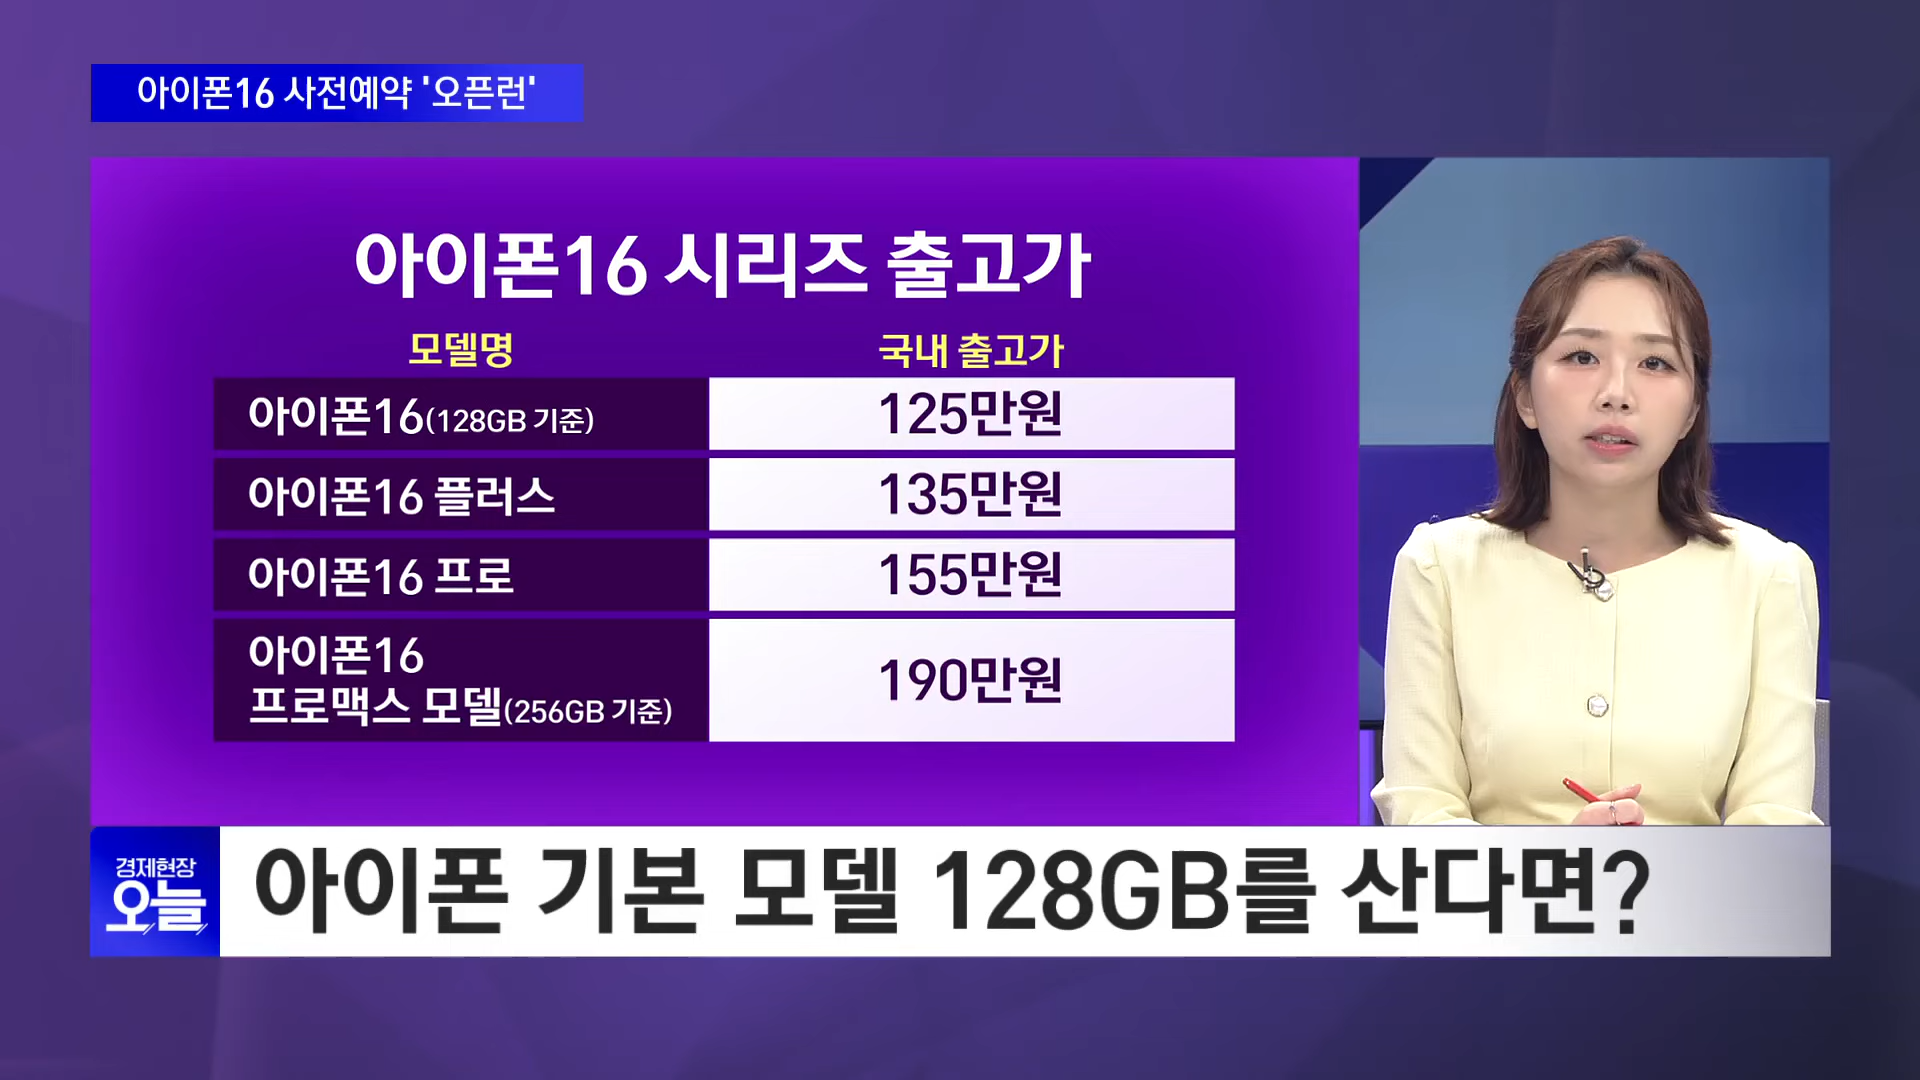 아이폰16 사전예약 '오픈런'
아이폰16 시리즈 출고가
모델명 국내 출고가
아이폰16(128GB 기준) 125만원
아이폰16 플러스 135만원
아이폰16 프로 155만원
아이폰16
프로맥스 모델(256GB 기준) 190만원
경제현장
오늘
아이폰 기본 모델 128GB를 산다면?